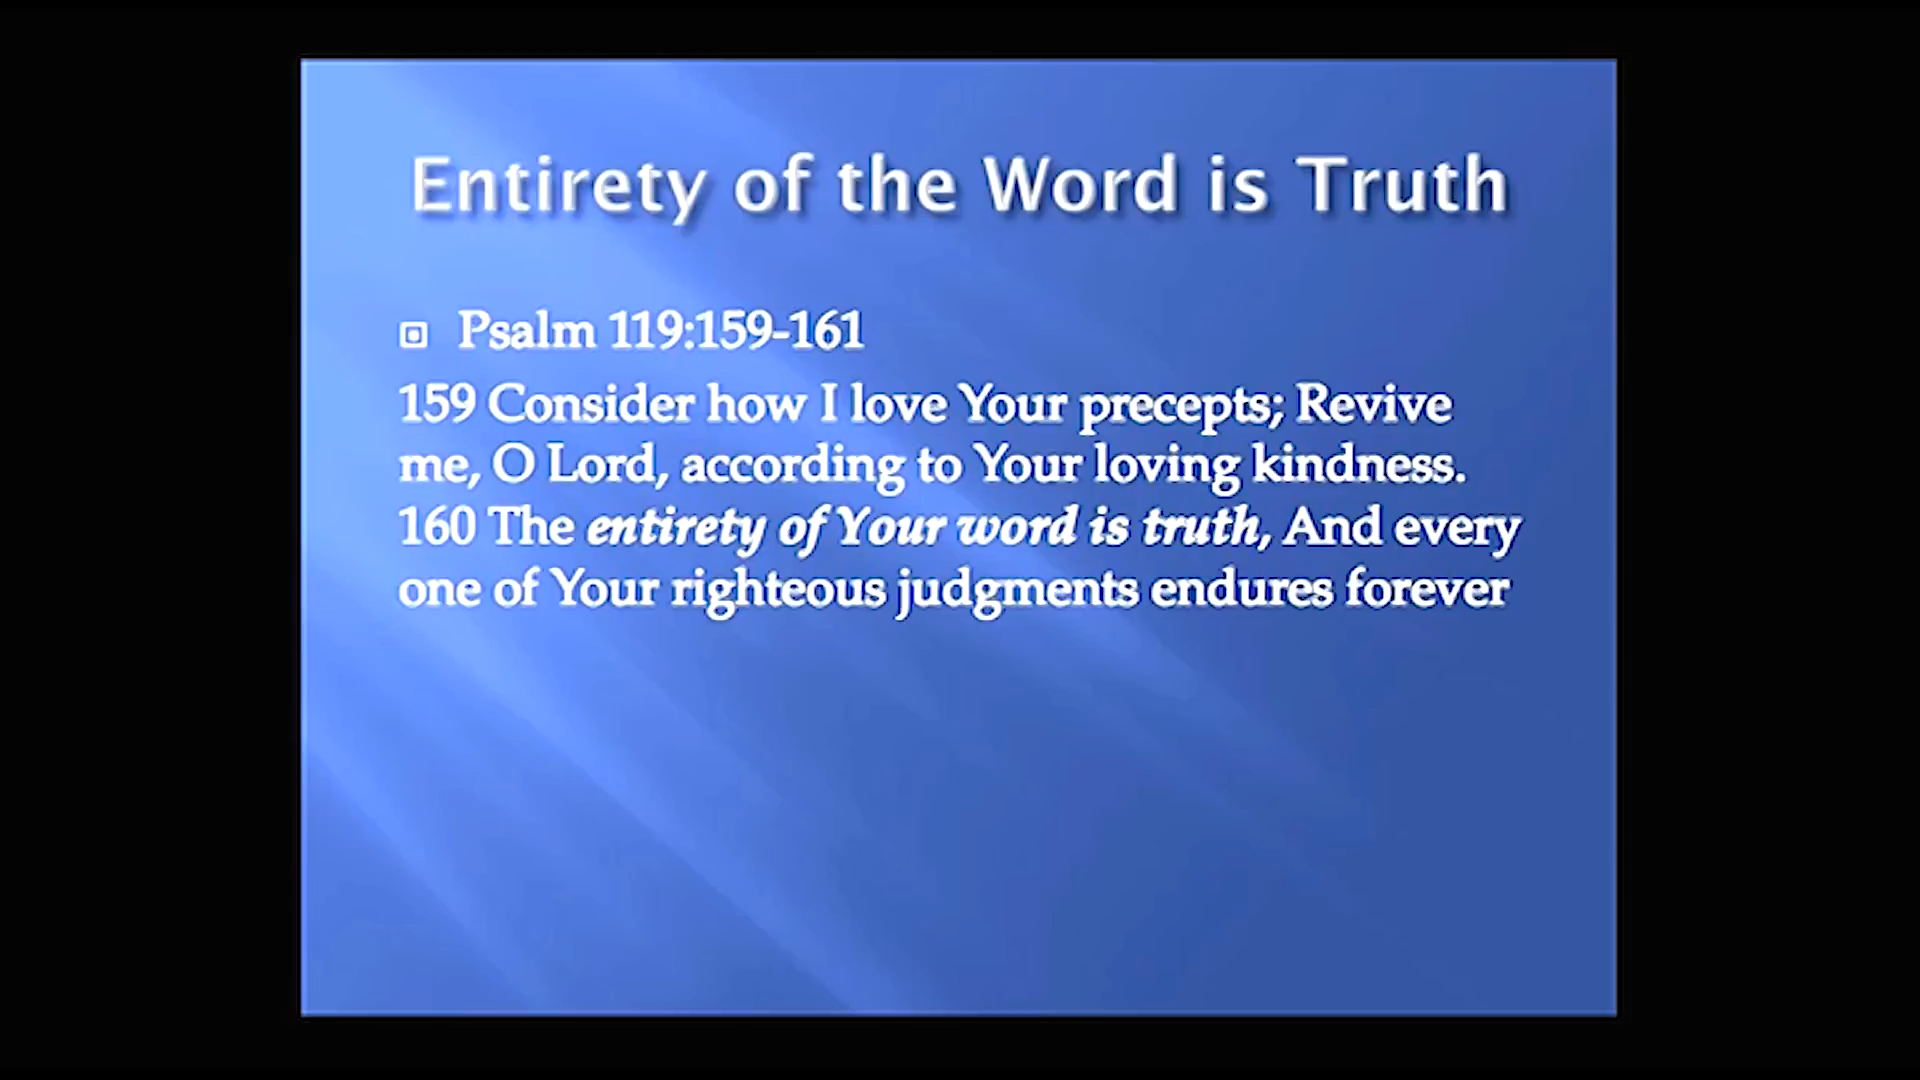 Entirety of the Word is Truth
Psalm 119:159-161
159 Consider how I love Your precepts; Revive
me, O Lord, according to Your loving kindness.
160 The entirety of Your word is truth, And every
one of Your righteous judgments endures forever